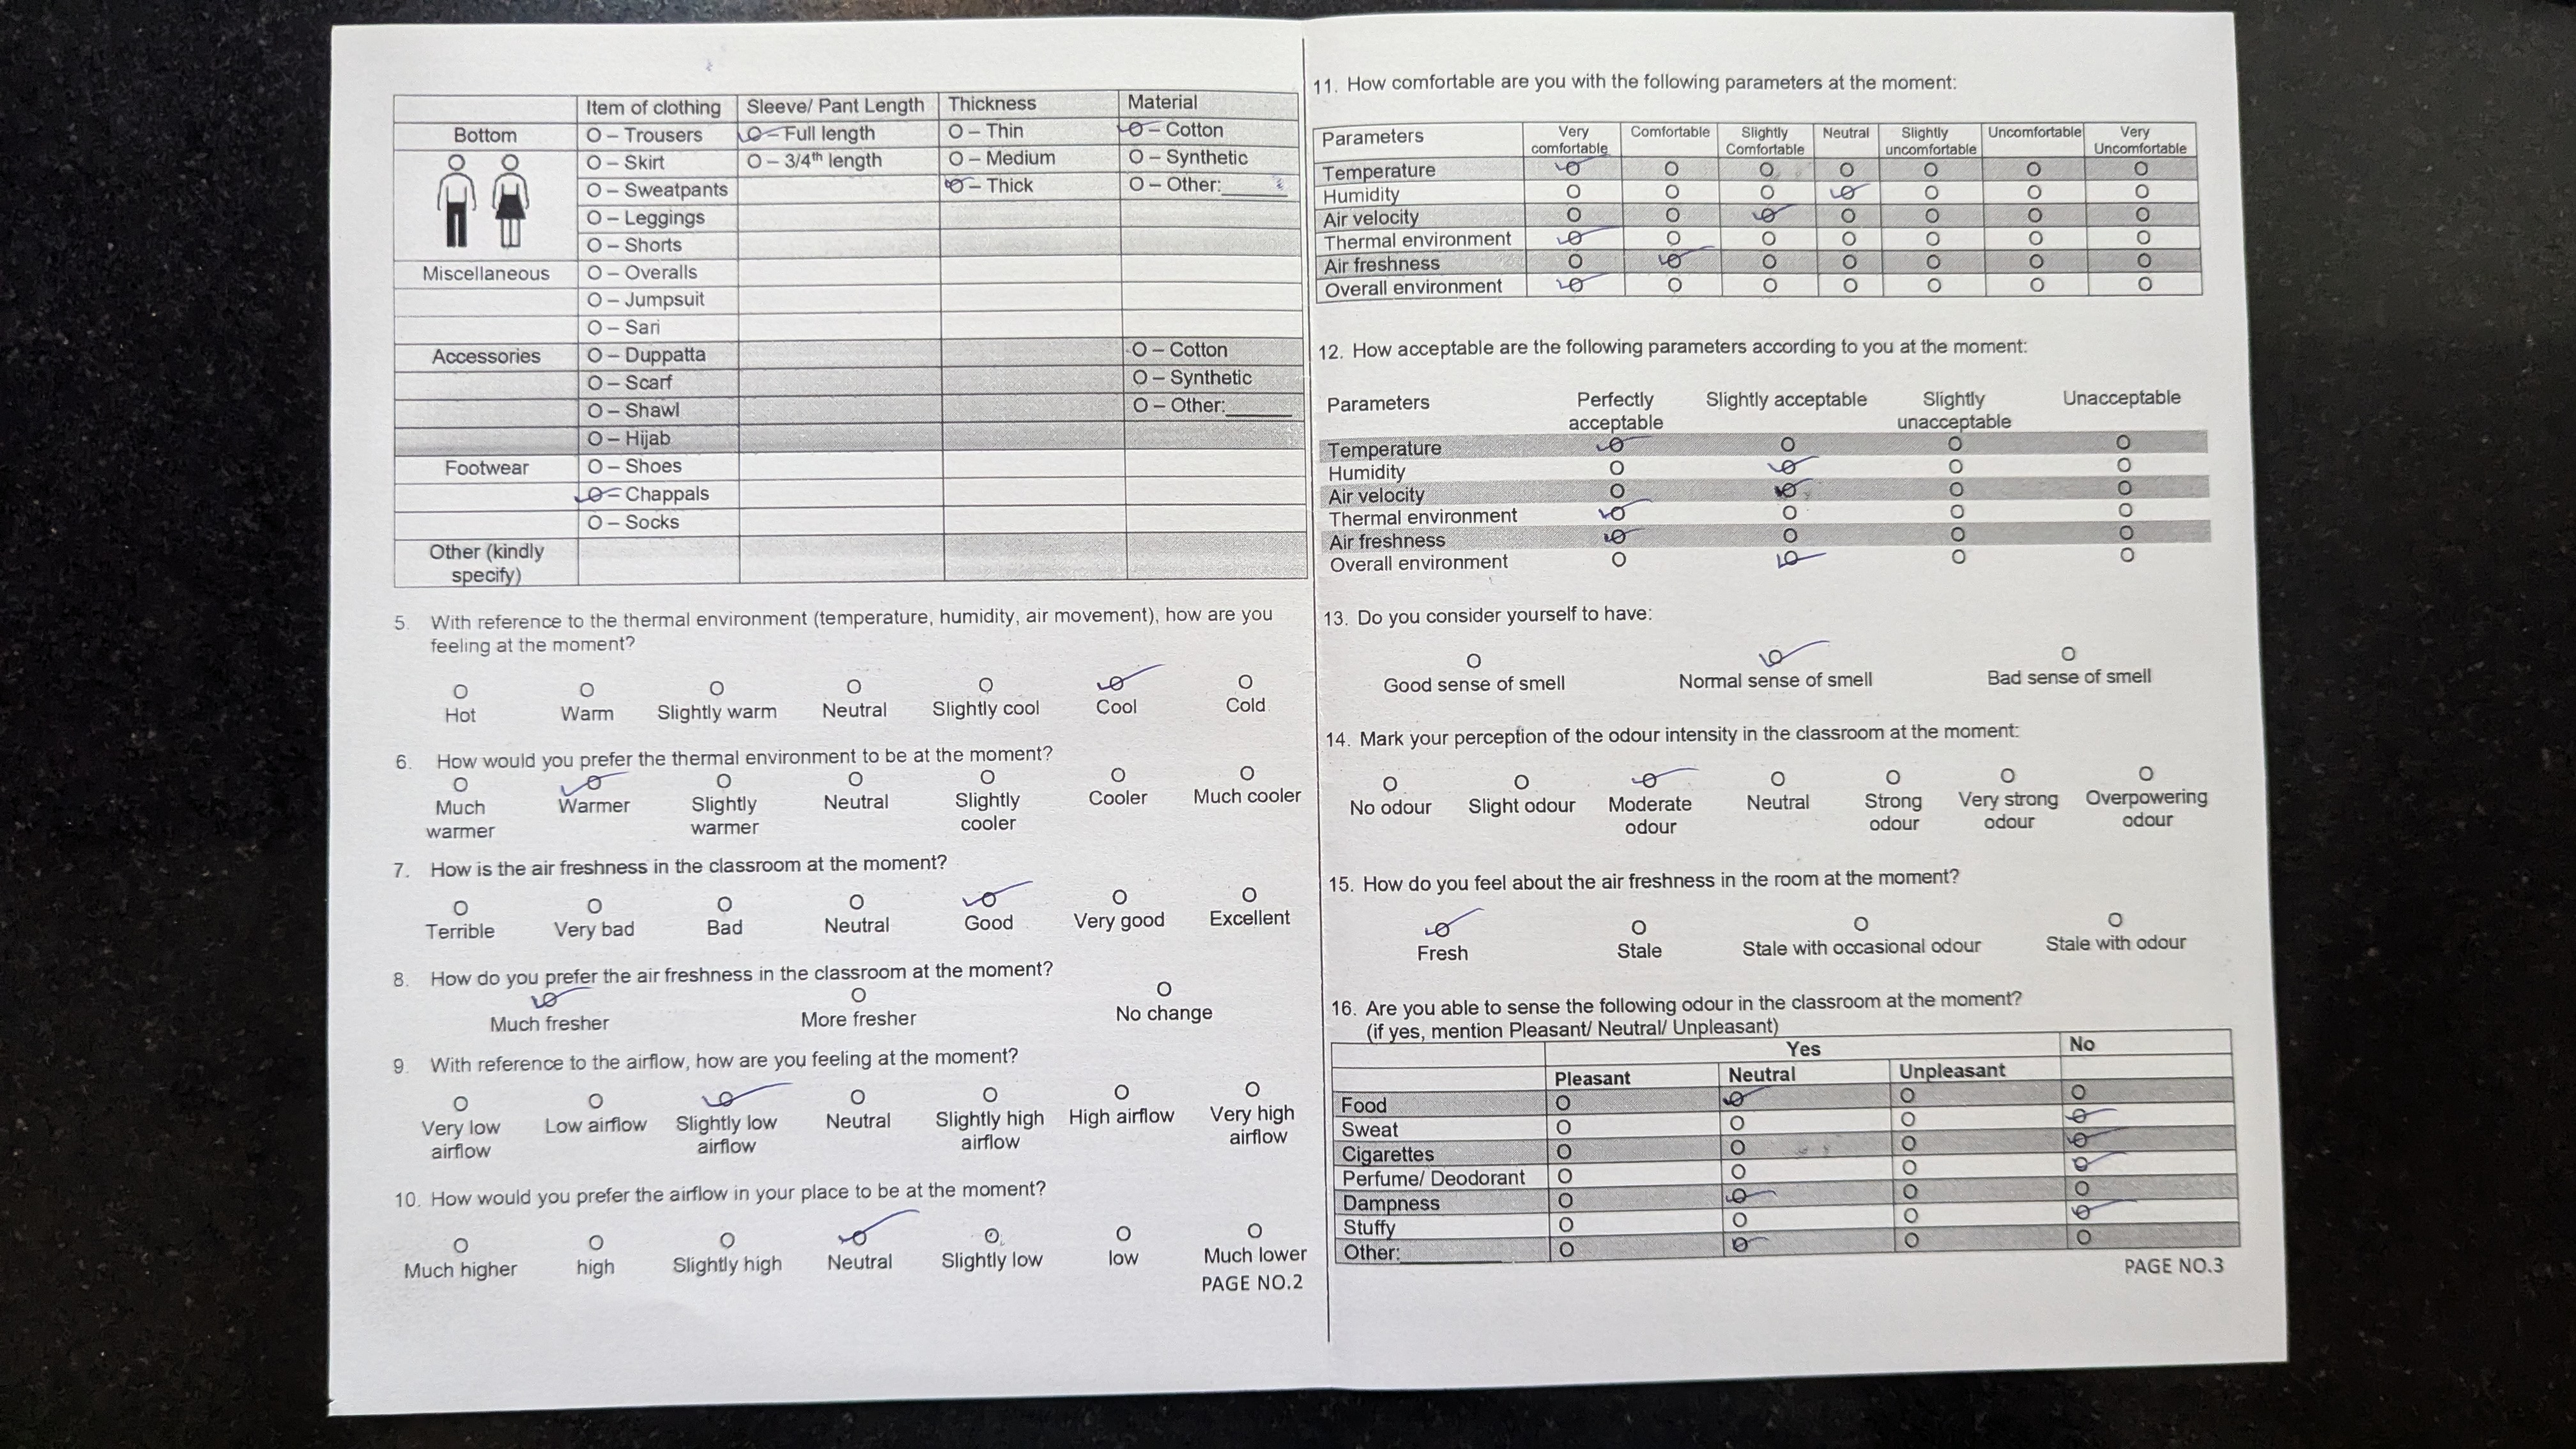 Item of clothing Sleeve/ Pant Length Thickness Material
Bottom O – Trousers O – Full length O – Thin O – Cotton
O – Skirt O – 3/4th length O – Medium O – Synthetic
O – Sweatpants O – Thick O – Other:______
O – Leggings
O – Shorts
Miscellaneous O – Overalls
O – Jumpsuit
O – Sari
Accessories O – Duppatta O – Cotton
O – Scarf O – Synthetic
O – Shawl O – Other:______
O – Hijab
Footwear O – Shoes
O – Chappals
O – Socks
Other (kindly
specify)
5. With reference to the thermal environment (temperature, humidity, air movement), how are you
feeling at the moment?
O O O O O O O
Hot Warm Slightly warm Neutral Slightly cool Cool Cold
6. How would you prefer the thermal environment to be at the moment?
O O O O O O O
Much Warmer Slightly Neutral Slightly Cooler Much cooler
warmer warmer cooler
7. How is the air freshness in the classroom at the moment?
O O O O O O O
Terrible Very bad Bad Neutral Good Very good Excellent
8. How do you prefer the air freshness in the classroom at the moment?
O O O
Much fresher More fresher No change
9. With reference to the airflow, how are you feeling at the moment?
O O O O O O O
Very low Low airflow Slightly low Neutral Slightly high High airflow Very high
airflow airflow airflow airflow
10. How would you prefer the airflow in your place to be at the moment?
O O O O O O O
Much higher high Slightly high Neutral Slightly low low Much lower
PAGE NO.2
11. How comfortable are you with the following parameters at the moment:
Parameters Very Comfortable Slightly Neutral Slightly Uncomfortable Very
comfortable Comfortable uncomfortable Uncomfortable
Temperature O O O O O O O
Humidity O O O O O O O
Air velocity O O O O O O O
Thermal environment O O O O O O O
Air freshness O O O O O O O
Overall environment O O O O O O O
12. How acceptable are the following parameters according to you at the moment:
Parameters Perfectly Slightly acceptable Slightly Unacceptable
acceptable unacceptable
Temperature O O O O
Humidity O O O O
Air velocity O O O O
Thermal environment O O O O
Air freshness O O O O
Overall environment O O O O
13. Do you consider yourself to have:
O O O
Good sense of smell Normal sense of smell Bad sense of smell
14. Mark your perception of the odour intensity in the classroom at the moment:
O O O O O O O
No odour Slight odour Moderate Neutral Strong Very strong Overpowering
odour odour odour odour
15. How do you feel about the air freshness in the room at the moment?
O O O O
Fresh Stale Stale with occasional odour Stale with odour
16. Are you able to sense the following odour in the classroom at the moment?
(if yes, mention Pleasant/ Neutral/ Unpleasant)
Yes No
Pleasant Neutral Unpleasant
Food O O O O
Sweat O O O O
Cigarettes O O O O
Perfume/ Deodorant O O O O
Dampness O O O O
Stuffy O O O O
Other:__________ O O O O
PAGE NO.3